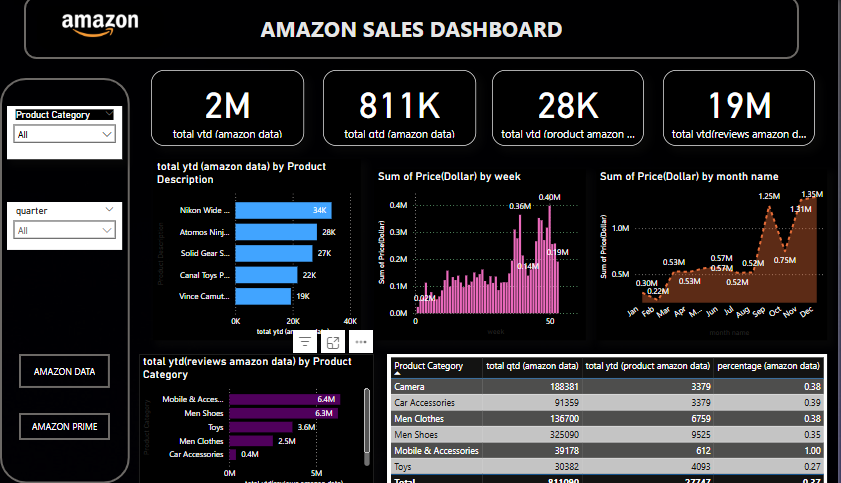 amazon
AMAZON SALES DASHBOARD
Product Category
All
quarter
All
AMAZON DATA
AMAZON PRIME
2M
total ytd (amazon data)
811K
total qtd (amazon data)
28K
total ytd (product amazon ...
19M
total ytd(reviews amazon d...
total ytd (amazon data) by Product
Description
Product Description
Nikon Wide ...
34K
Atomos Ninj...
28K
Solid Gear S...
27K
Canal Toys P...
22K
Vince Camut...
19K
0K 20K 40K
Sum of Price(Dollar) by week
Sum of Price(Dollar)
0.4M
0.3M
0.2M
0.1M
0.0M
0.02M
0.36M
0.14M
0.40M
0.19M
0 50
week
Sum of Price(Dollar) by month name
Sum of Price(Dollar)
1.0M
0.5M
0.30M
0.22M
0.53M
0.53M
0.57M
0.57M
0.52M
0.52M
1.25M
0.75M
1.31M
1.35M
Jan Feb Mar Apr M... Jun Jul Aug Sep Oct Nov Dec
month name
total ytd(reviews amazon data) by Product
Category
Product Category
Mobile & Acces...
6.4M
Men Shoes
6.3M
Toys
3.6M
Men Clothes
2.5M
Car Accessories
0.4M
0M 5M
total ytd(reviews amazon data)
Product Category total qtd (amazon data) total ytd (product amazon data) percentage (amazon data)
Camera 188381 3379 0.38
Car Accessories 91359 3379 0.39
Men Clothes 136700 6759 0.38
Men Shoes 325090 9525 0.35
Mobile & Accessories 39178 612 1.00
Toys 30382 4093 0.27
Total 811090 27747 0.37